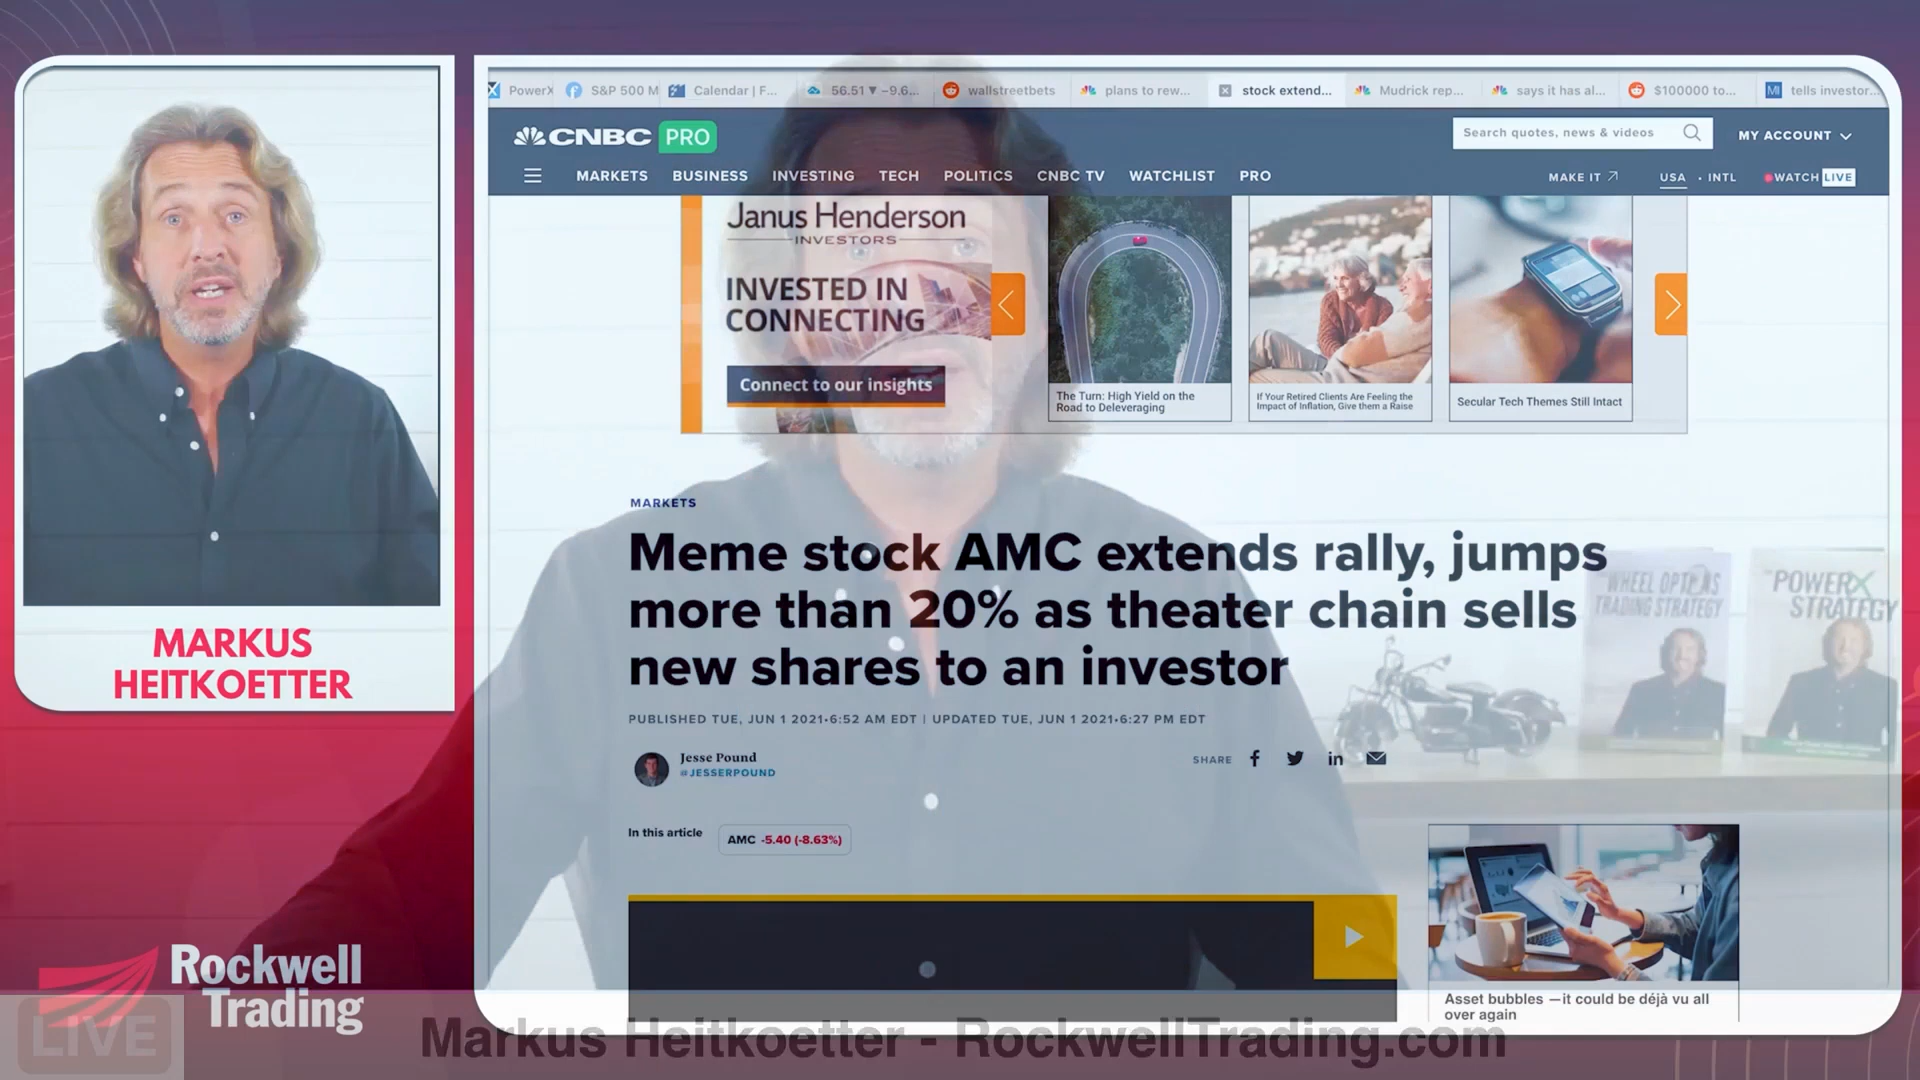 PowerX
S&P 500 M
Calendar | F...
56.51 ▼ −9.6...
wallstreetbets
plans to rew...
stock extend...
Mudrick rep...
says it has al...
$100000 to...
MI
tells investor...
CNBC PRO
Search quotes, news & videos
MY ACCOUNT
MARKETS BUSINESS INVESTING TECH POLITICS CNBC TV WATCHLIST PRO
MAKE IT
USA • INTL
WATCH LIVE
Janus Henderson
INVESTORS
INVESTED IN
CONNECTING
Connect to our insights
The Turn: High Yield on the
Road to Deleveraging
If Your Retired Clients Are Feeling the
Impact of Inflation, Give them a Raise
Secular Tech Themes Still Intact
MARKETS
Meme stock AMC extends rally, jumps
more than 20% as theater chain sells
new shares to an investor
PUBLISHED TUE, JUN 1 2021•6:52 AM EDT | UPDATED TUE, JUN 1 2021•6:27 PM EDT
Jesse Pound
@JESSERPOUND
SHARE
In this article
AMC -5.40 (-8.63%)
WHEEL OPTIONS
TRADING STRATEGY
POWERX
STRATEGY
Asset bubbles —it could be déjà vu all
over again
MARKUS
HEITKOETTER
Rockwell
Trading
LIVE
Markus Heitkoetter - RockwellTrading.com